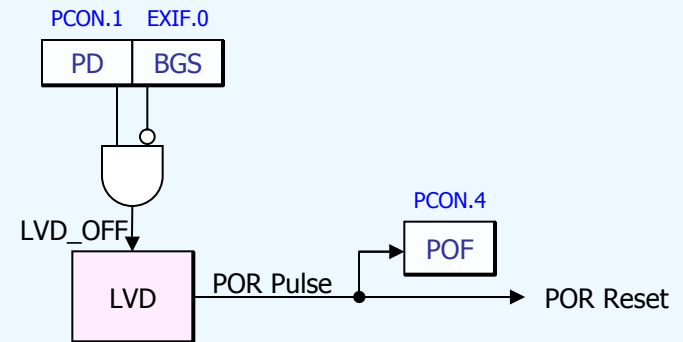 PCON.1 EXIF.0
PD BGS
PCON.4
LVD_OFF
POF
LVD
POR Pulse
POR Reset